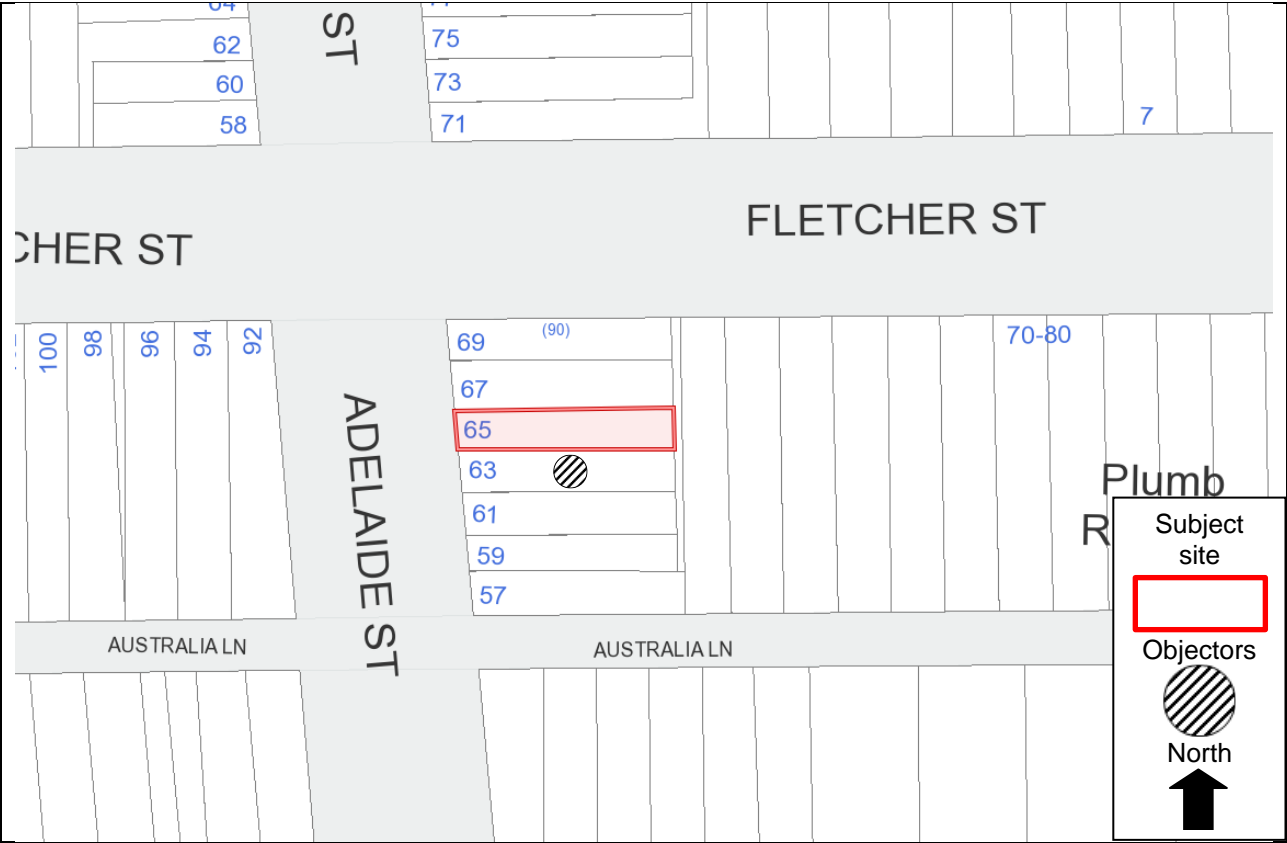 62
60
58
ST
75
73
71
7
FLETCHER ST
CHER ST
100
98
96
94
92
69
(90)
67
65
63
61
59
57
70-80
ADELAIDE ST
Plumb
R
AUSTRALIA LN
AUSTRALIA LN
Subject
site
Objectors
North